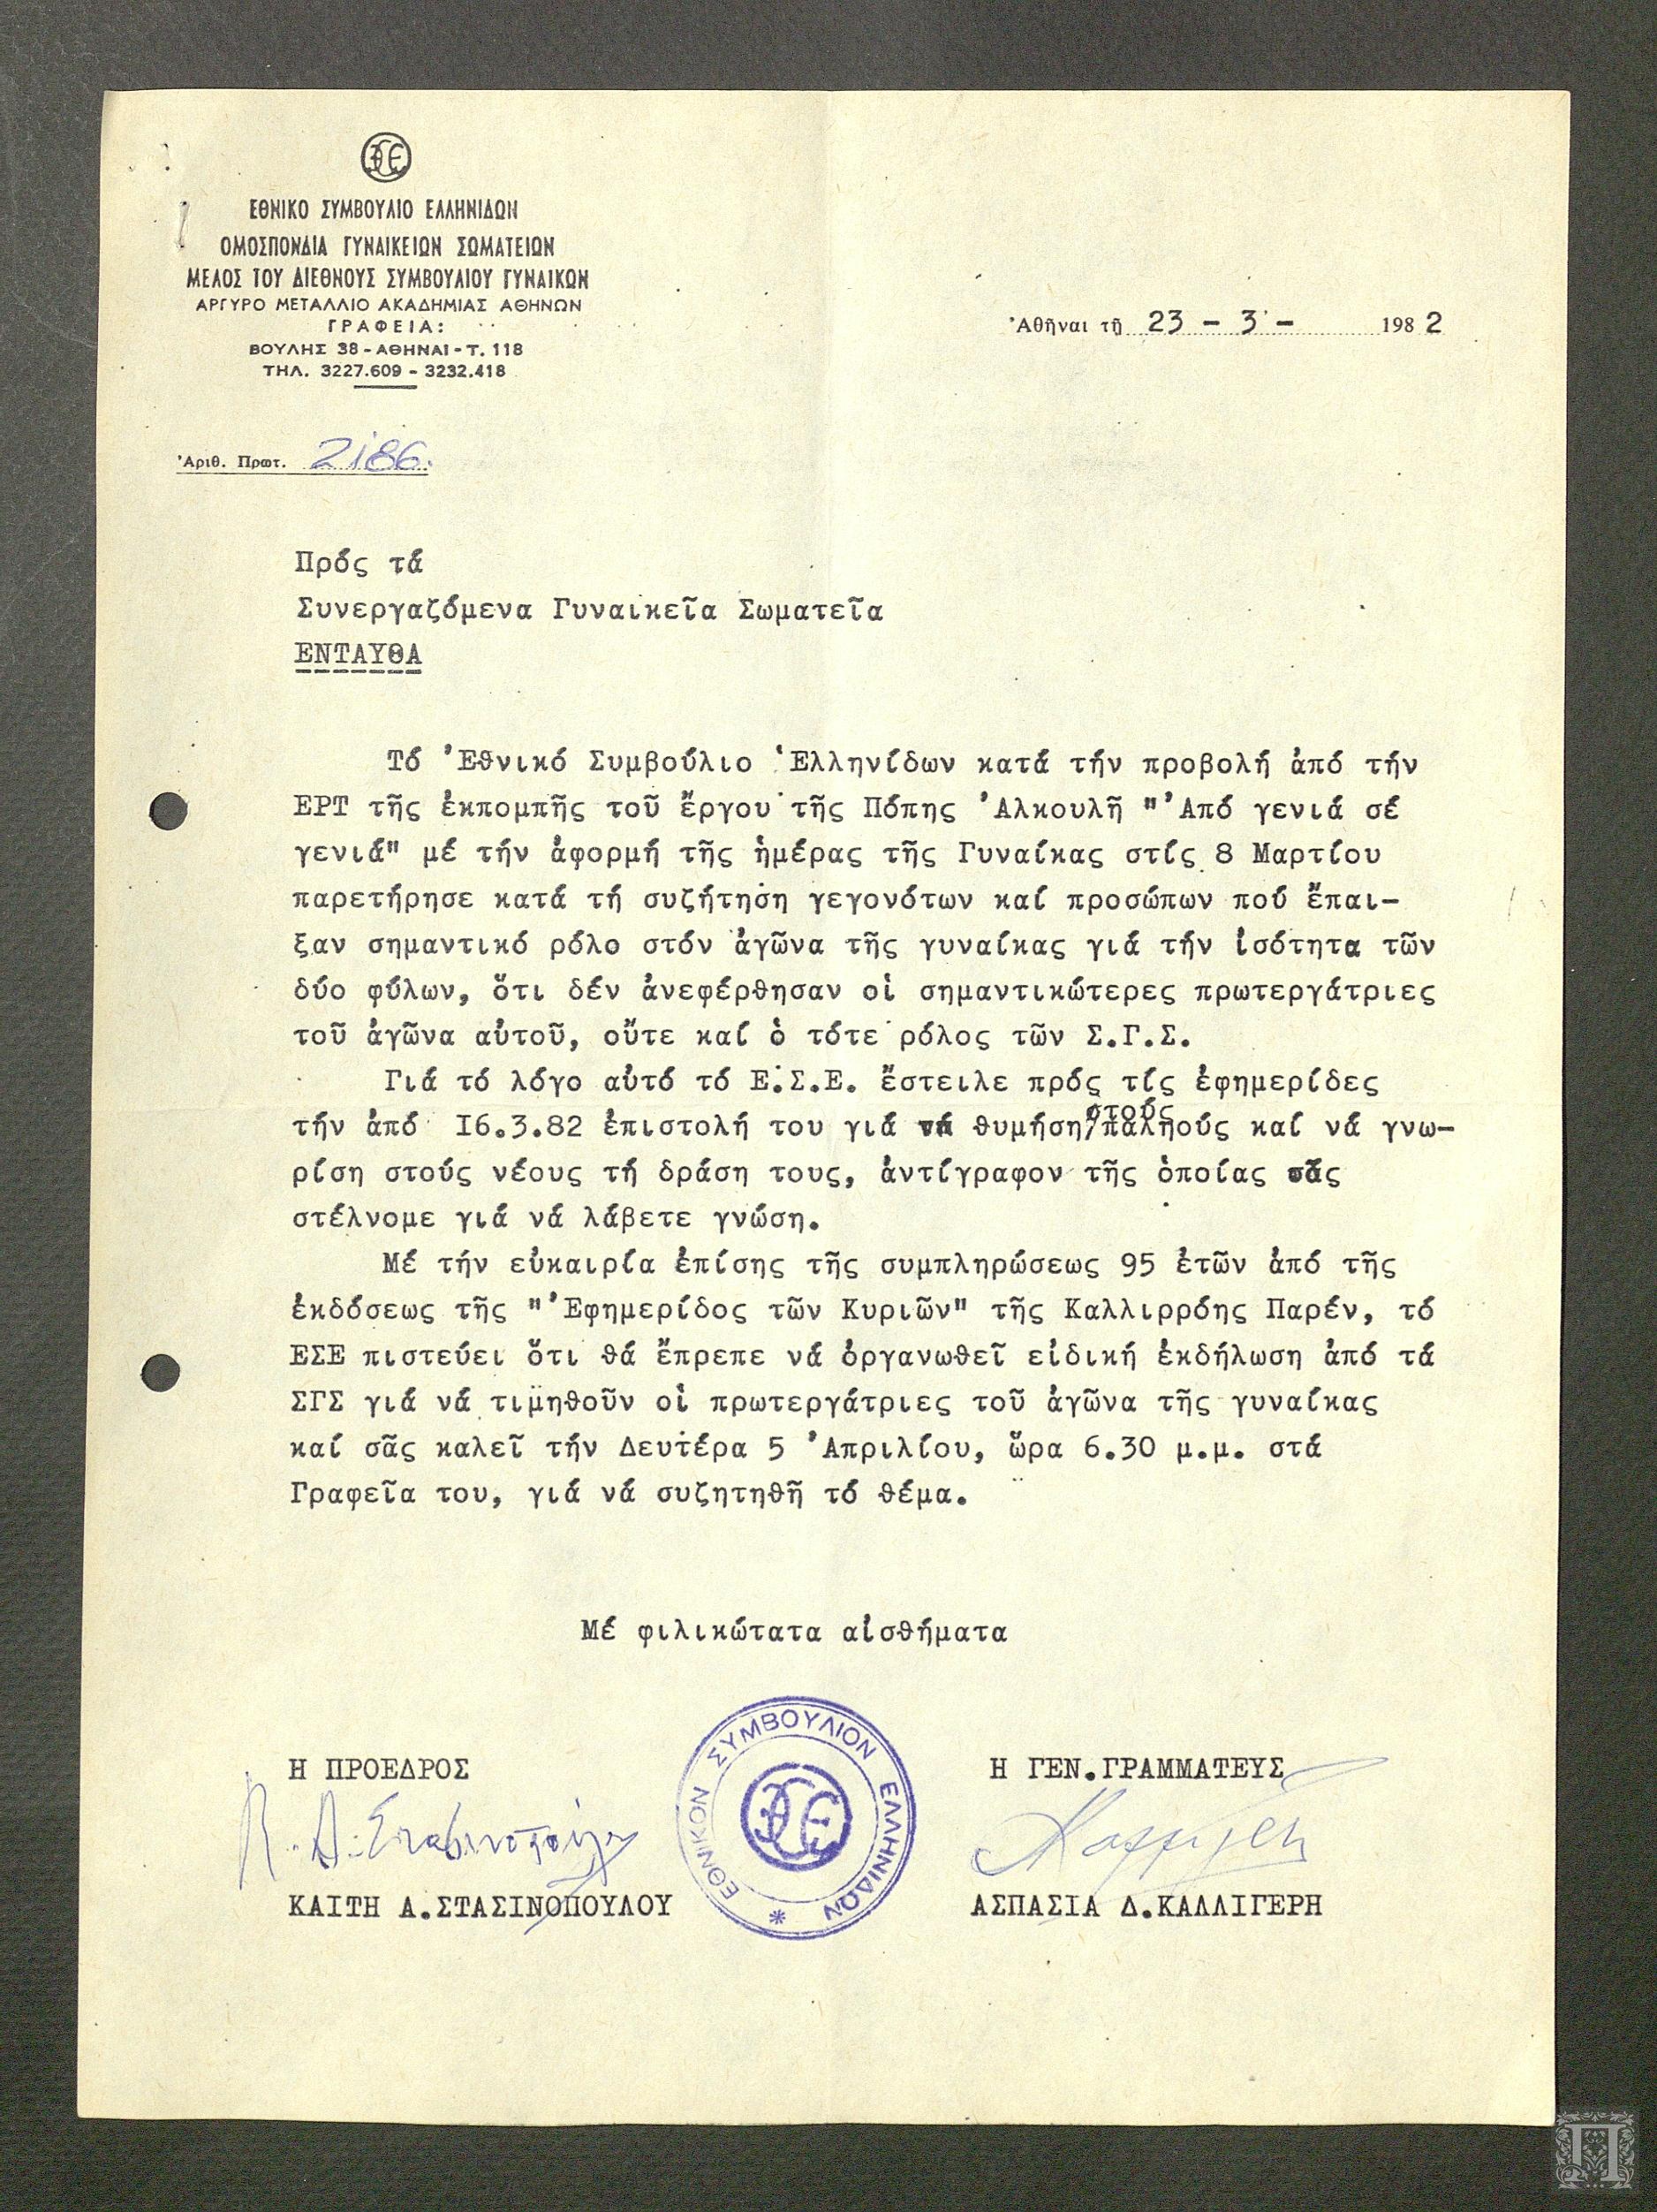 ΕΘΝΙΚΟ ΣΥΜΒΟΥΛΙΟ ΕΛΛΗΝΙΔΩΝ
ΟΜΟΣΠΟΝΔΙΑ ΓΥΝΑΙΚΕΙΩΝ ΣΩΜΑΤΕΙΩΝ
ΜΕΛΟΣ ΤΟΥ ΔΙΕΘΝΟΥΣ ΣΥΜΒΟΥΛΙΟΥ ΓΥΝΑΙΚΩΝ
ΑΡΓΥΡΟ ΜΕΤΑΛΛΙΟ ΑΚΑΔΗΜΙΑΣ ΑΘΗΝΩΝ
ΓΡΑΦΕΙΑ:
ΒΟΥΛΗΣ 38 - ΑΘΗΝΑΙ - Τ. 118
ΤΗΛ. 3227.609 - 3232.418
Ἀθῆναι τῇ 23 - 3 - 1982
Ἀριθ. Πρωτ. 2186.
Πρός τά
Συνεργαζόμενα Γυναικεῖα Σωματεῖα
ΕΝΤΑΥΘΑ
Τό Ἐθνικό Συμβούλιο Ἑλληνίδων κατά τήν προβολή ἀπό τήν
ΕΡΤ τῆς ἐκπομπῆς τοῦ ἔργου τῆς Πόπης Ἀλκουλῆ "Ἀπό γενιά σέ
γενιά" μέ τήν ἀφορμή τῆς ἡμέρας τῆς Γυναίκας στίς 8 Μαρτίου
παρετήρησε κατά τή συζήτηση γεγονότων καί προσώπων πού ἔπαι-
ξαν σημαντικό ρόλο στόν ἀγῶνα τῆς γυναίκας γιά τήν ἰσότητα τῶν
δύο φύλων, ὅτι δέν ἀνεφέρθησαν οἱ σημαντικώτερες πρωτεργάτριες
τοῦ ἀγῶνα αὐτοῦ, οὔτε καί ὁ τότε ρόλος τῶν Σ.Γ.Σ.
Γιά τό λόγο αὐτό τό Ε.Σ.Ε. ἔστειλε πρός τίς ἐφημερίδες
τήν ἀπό 16.3.82 ἐπιστολή του γιά νά θυμήση/στούς παληούς καί νά γνω-
ρίση στούς νέους τή δράση τους, ἀντίγραφον τῆς ὁποίας σᾶς
στέλνομε γιά νά λάβετε γνώση.
Μέ τήν εὐκαιρία ἐπίσης τῆς συμπληρώσεως 95 ἐτῶν ἀπό τῆς
ἐκδόσεως τῆς "Ἐφημερίδος τῶν Κυριῶν" τῆς Καλλιρρόης Παρέν, τό
ΕΣΕ πιστεύει ὅτι θά ἔπρεπε νά ὀργανωθεῖ εἰδική ἐκδήλωση ἀπό τά
ΣΓΣ γιά νά τιμηθοῦν οἱ πρωτεργάτριες τοῦ ἀγῶνα τῆς γυναίκας
καί σᾶς καλεῖ τήν Δευτέρα 5 Ἀπριλίου, ὥρα 6.30 μ.μ. στά
Γραφεῖα του, γιά νά συζητηθῆ τό θέμα.
Μέ φιλικώτατα αἰσθήματα
Η ΠΡΟΕΔΡΟΣ
Κ. Α. Στασινοπούλου
ΚΑΙΤΗ Α.ΣΤΑΣΙΝΟΠΟΥΛΟΥ
ΕΘΝΙΚΟΝ ΣΥΜΒΟΥΛΙΟΝ ΕΛΛΗΝΙΔΩΝ *
Η ΓΕΝ.ΓΡΑΜΜΑΤΕΥΣ
ΑΣΠΑΣΙΑ Δ.ΚΑΛΛΙΓΕΡΗ